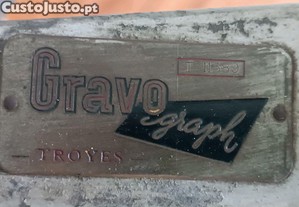 CustoJusto.pt
Gravo
graph
— TROYES —